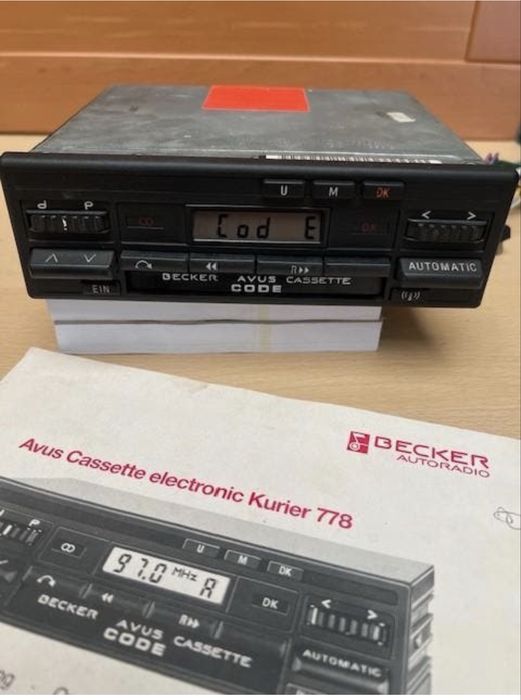 U M DK
d P
< >
∞
Cod E
DK
AUTOMATIC
R
BECKER AVUS CASSETTE
CODE
EIN
BECKER
AUTORADIO
Avus Cassette electronic Kurier 778
P
U M DK
∞
97.0 MHz A
DK
< >
R
BECKER AVUS CASSETTE
CODE
AUTOMATIC